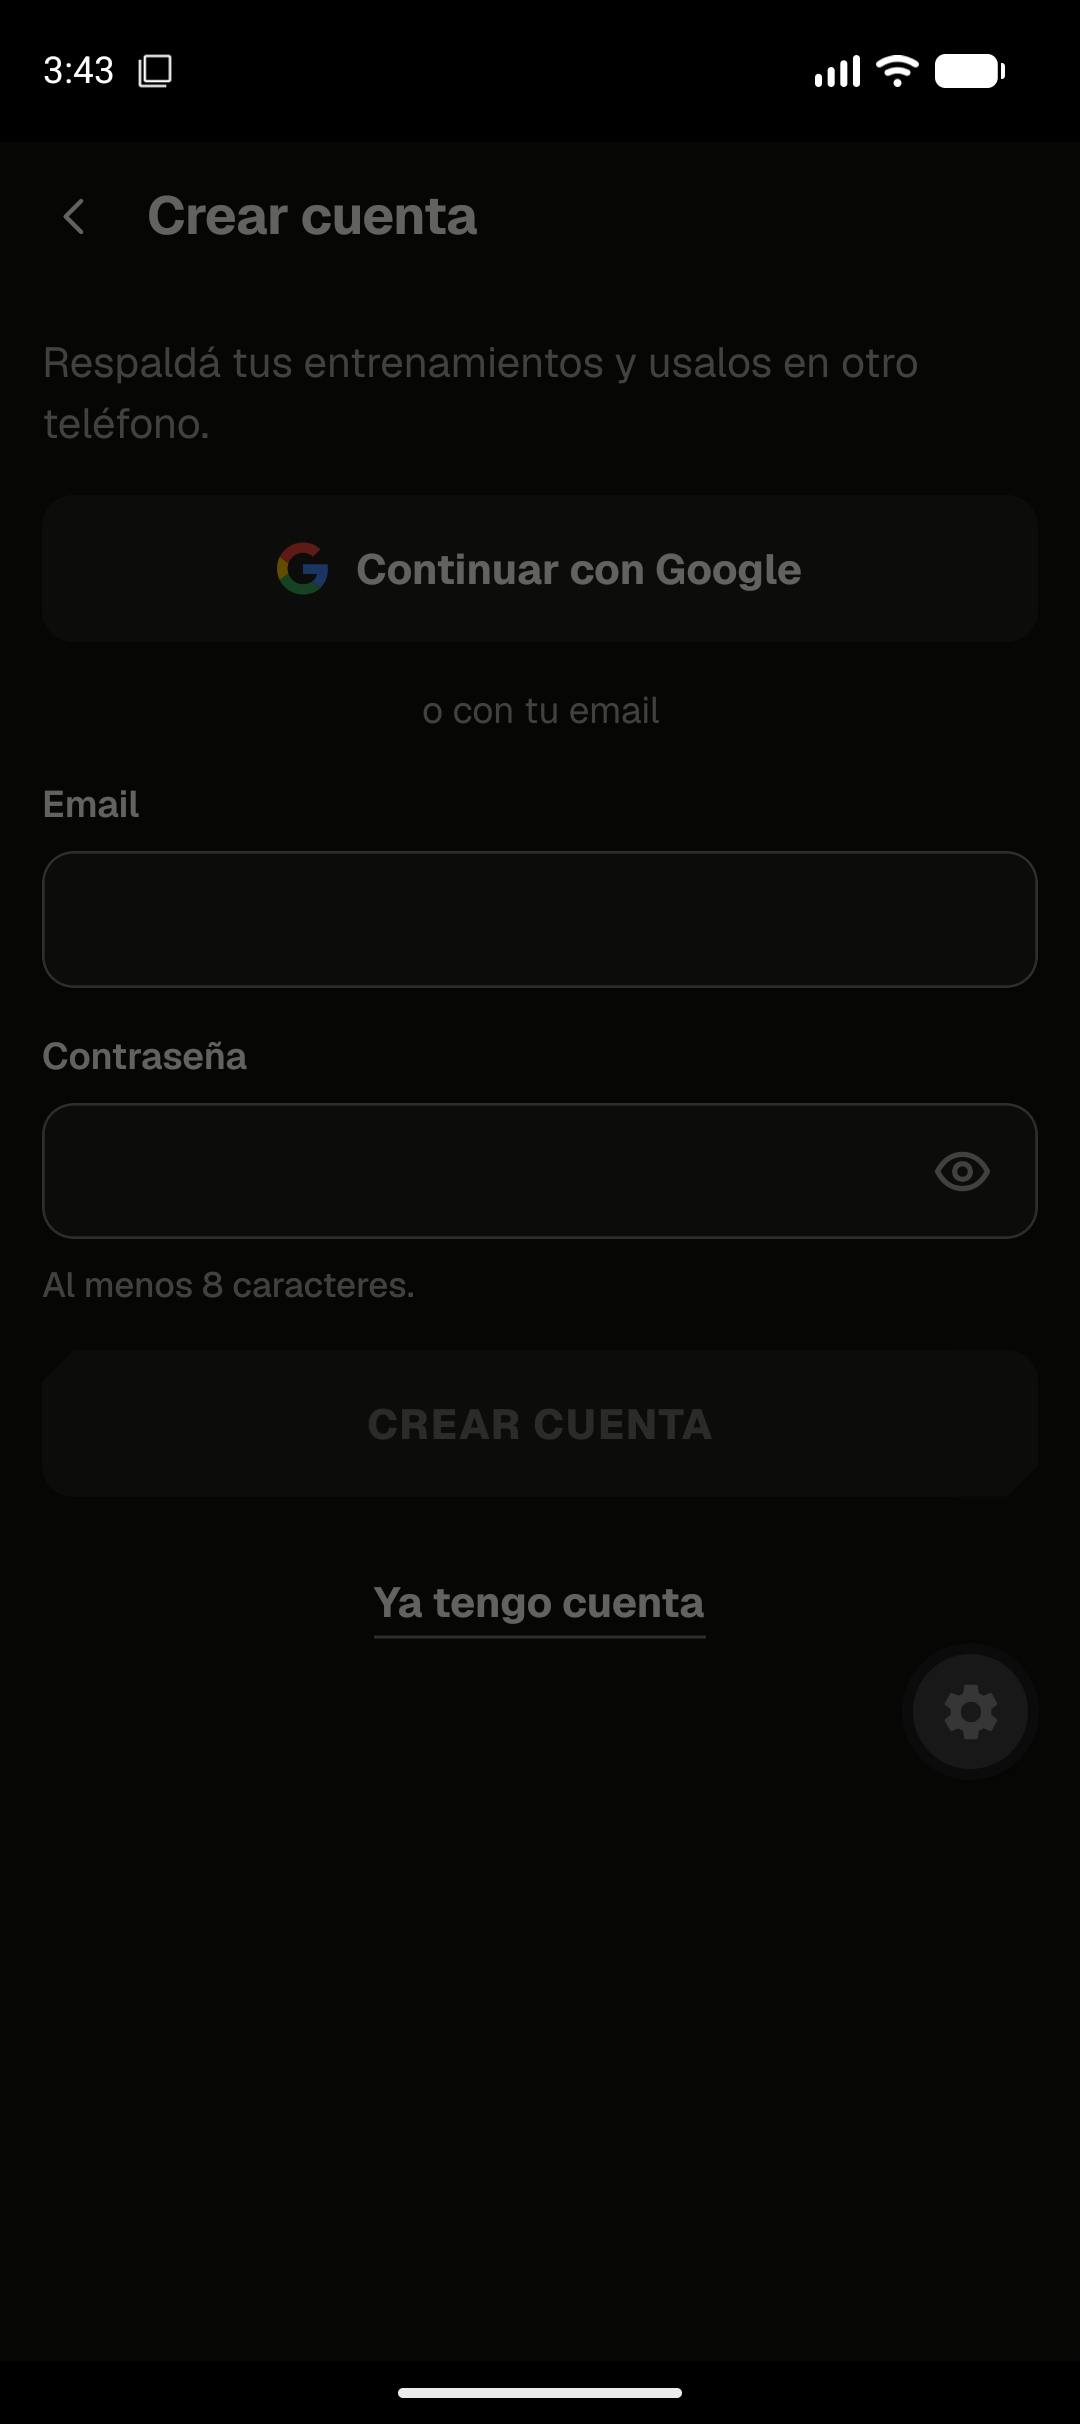 3:43
Crear cuenta
Respaldá tus entrenamientos y usalos en otro
teléfono.
Continuar con Google
o con tu email
Email
Contraseña
Al menos 8 caracteres.
CREAR CUENTA
Ya tengo cuenta